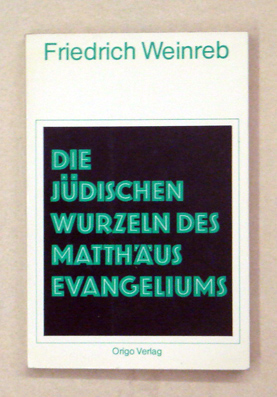 Friedrich Weinreb
DIE
JÜDISCHEN
WURZELN DES
MATTHÄUS
EVANGELIUMS
Origo Verlag